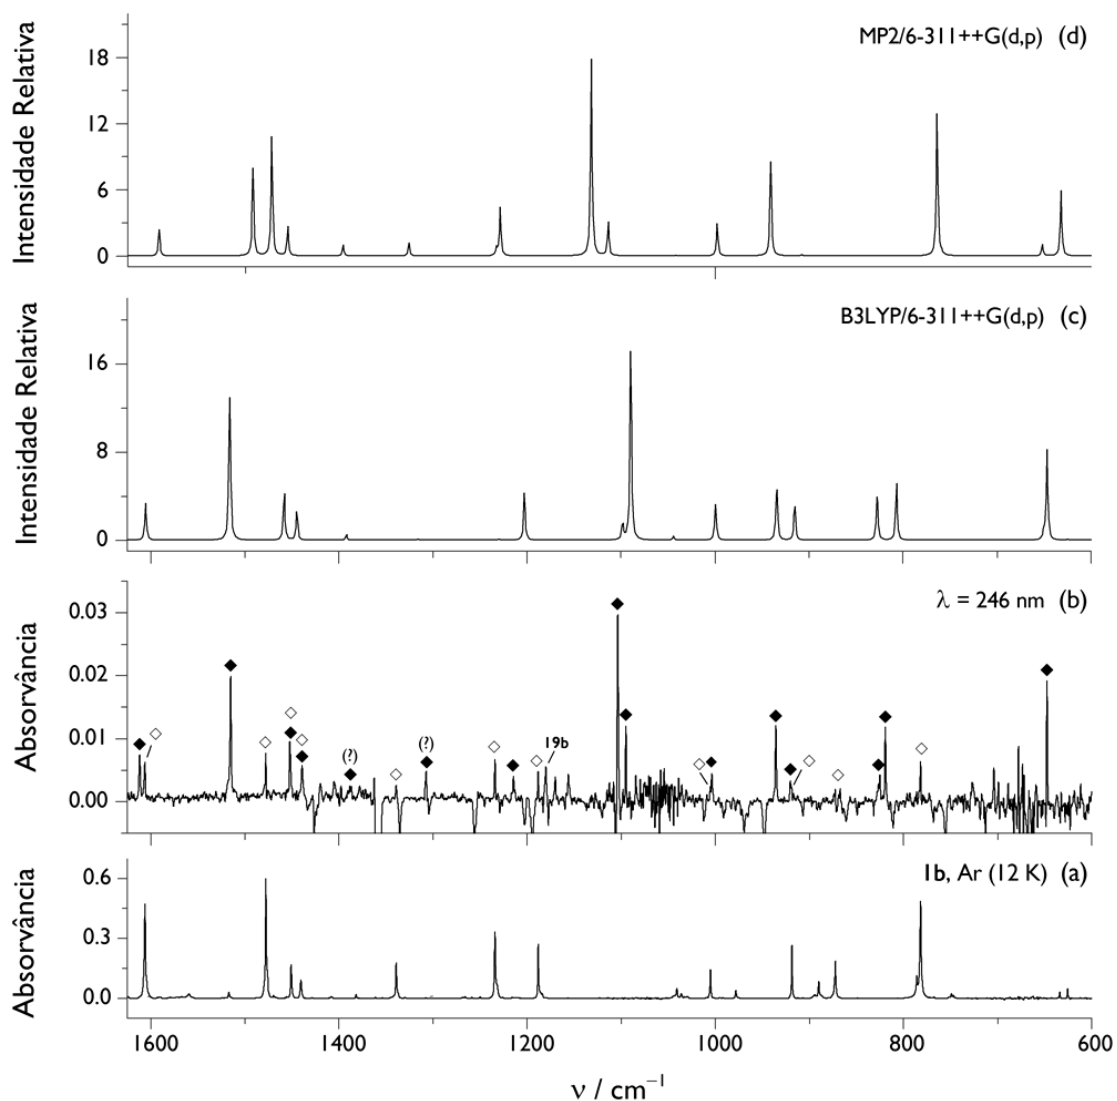 MP2/6-311++G(d,p) (d)
Intensidade Relativa
18
12
6
0
B3LYP/6-311++G(d,p) (c)
Intensidade Relativa
16
8
0
λ = 246 nm (b)
Absorvância
0.03
0.02
0.01
0.00
(?)
(?)
19b
1b, Ar (12 K) (a)
Absorvância
0.6
0.3
0.0
1600 1400 1200 1000 800 600
ν / cm⁻¹